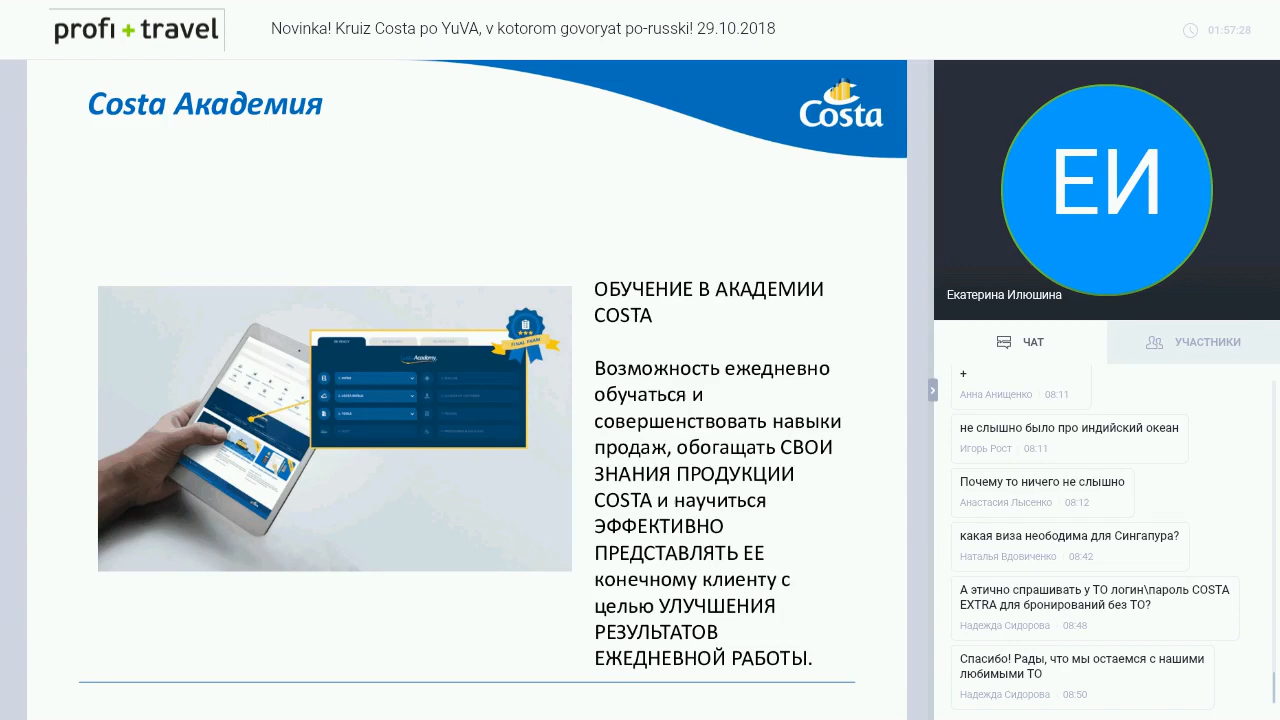 profi + travel
Novinka! Kruiz Costa po YuVA, v kotorom govoryat po-russki! 29.10.2018
01:57:28
Costa Академия
Costa
Academy
FINAL EXAM
ОБУЧЕНИЕ В АКАДЕМИИ
COSTA
Возможность ежедневно
обучаться и
совершенствовать навыки
продаж, обогащать СВОИ
ЗНАНИЯ ПРОДУКЦИИ
COSTA и научиться
ЭФФЕКТИВНО
ПРЕДСТАВЛЯТЬ ЕЕ
конечному клиенту с
целью УЛУЧШЕНИЯ
РЕЗУЛЬТАТОВ
ЕЖЕДНЕВНОЙ РАБОТЫ.
ЕИ
Екатерина Илюшина
ЧАТ
УЧАСТНИКИ
+
Анна Анищенко 08:11
не слышно было про индийский океан
Игорь Рост 08:11
Почему то ничего не слышно
Анастасия Лысенко 08:12
какая виза неободима для Сингапура?
Наталья Вдовиченко 08:42
А этично спрашивать у ТО логин\пароль COSTA
EXTRA для бронирований без ТО?
Надежда Сидорова 08:48
Спасибо! Рады, что мы остаемся с нашими
любимыми ТО
Надежда Сидорова 08:50